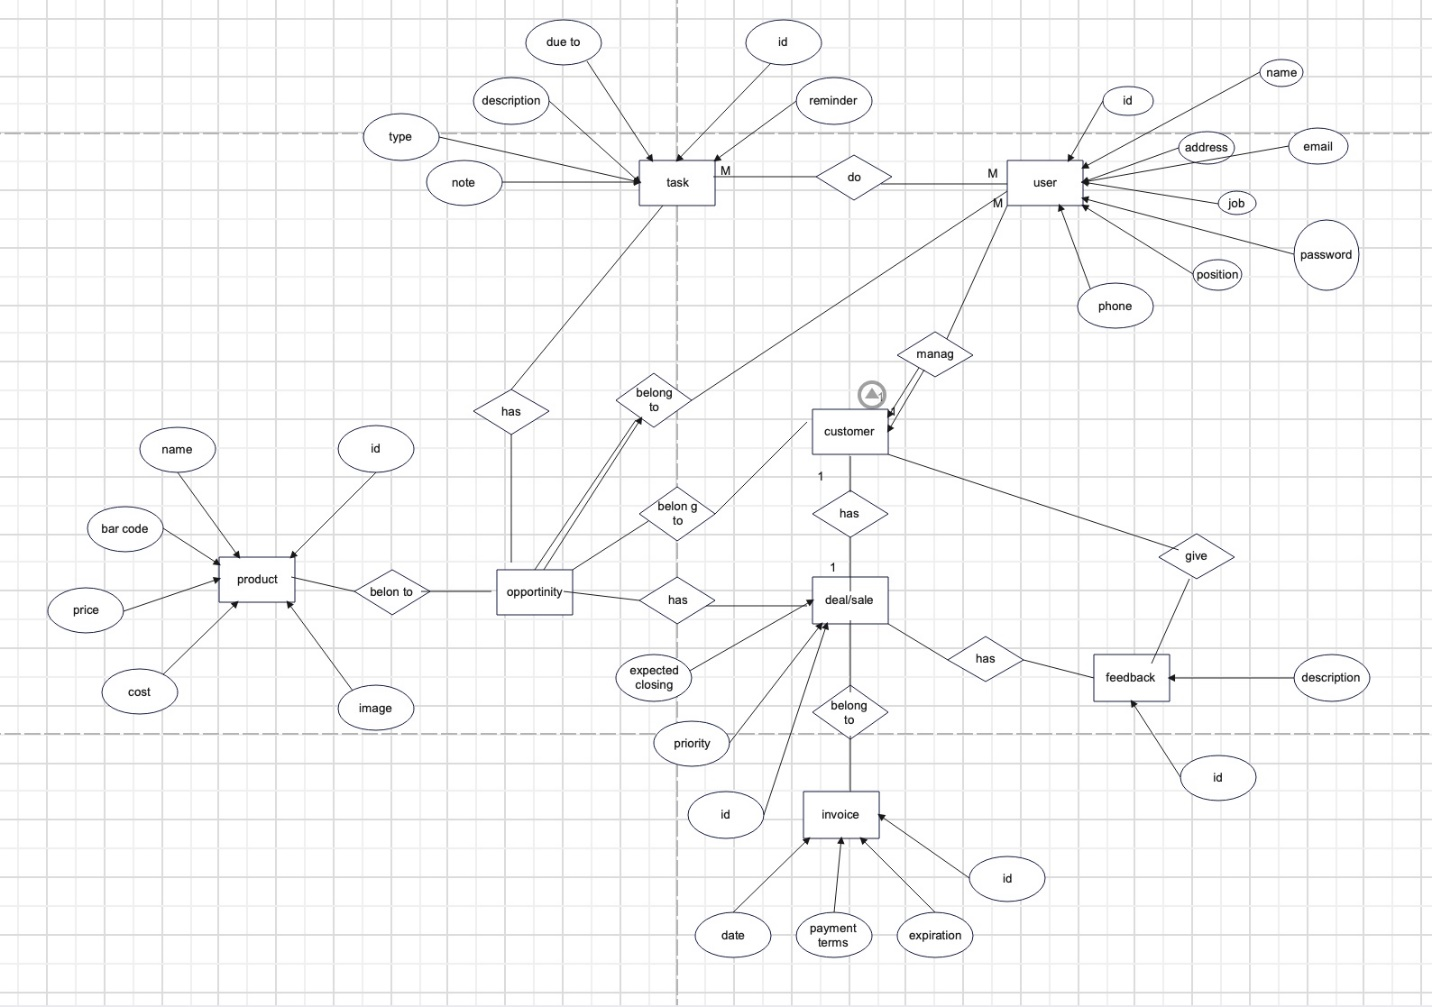 due to
id
name
description
reminder
id
type
address
email
note
task
M
do
M
user
M
job
password
position
phone
manag
1
belong
to
has
1
customer
name
id
1
belon g
to
has
bar code
give
1
product
belon to
opportinity
has
deal/sale
price
expected
closing
has
feedback
description
cost
image
belong
to
priority
id
id
invoice
id
date
payment
terms
expiration